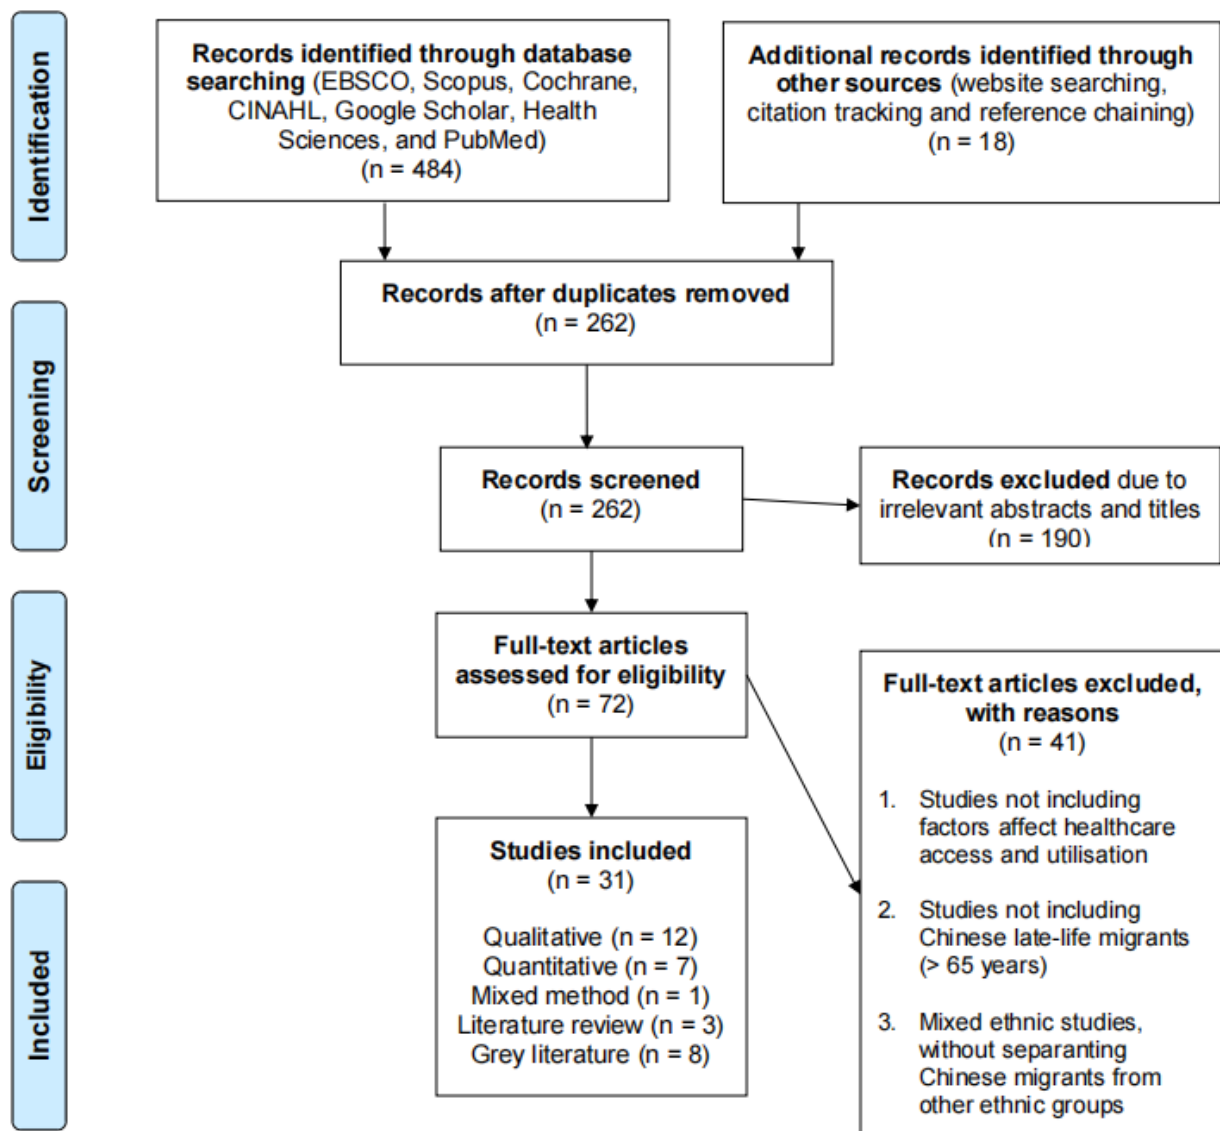 Identification
Records identified through database
searching (EBSCO, Scopus, Cochrane,
CINAHL, Google Scholar, Health
Sciences, and PubMed)
(n = 484)
Additional records identified through
other sources (website searching,
citation tracking and reference chaining)
(n = 18)
Records after duplicates removed
(n = 262)
Screening
Records screened
(n = 262)
Records excluded due to
irrelevant abstracts and titles
(n = 190)
Eligibility
Full-text articles
assessed for eligibility
(n = 72)
Full-text articles excluded,
with reasons
(n = 41)
1. Studies not including
factors affect healthcare
access and utilisation
2. Studies not including
Chinese late-life migrants
(> 65 years)
3. Mixed ethnic studies,
without separanting
Chinese migrants from
other ethnic groups
Included
Studies included
(n = 31)
Qualitative (n = 12)
Quantitative (n = 7)
Mixed method (n = 1)
Literature review (n = 3)
Grey literature (n = 8)